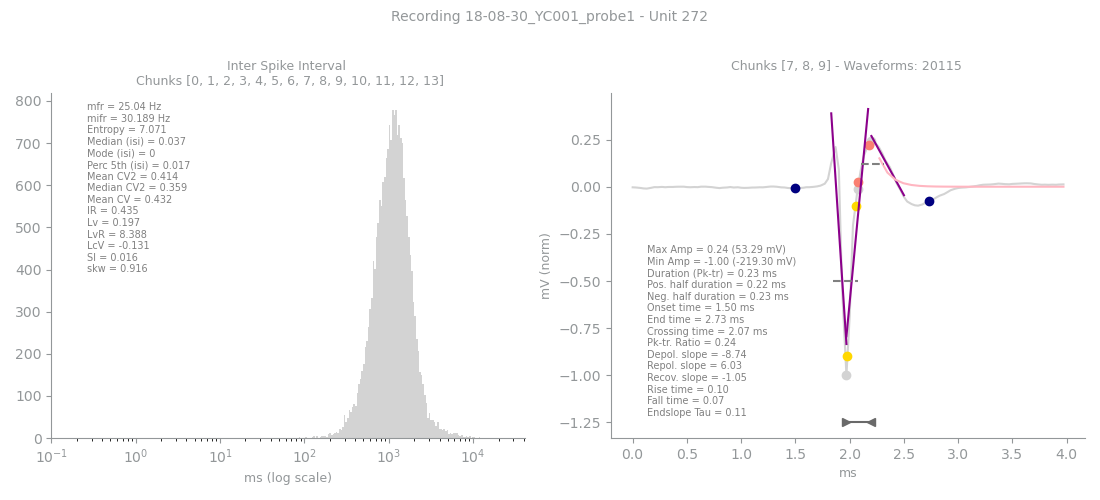 Recording 18-08-30_YC001_probe1 - Unit 272
Inter Spike Interval
Chunks [0, 1, 2, 3, 4, 5, 6, 7, 8, 9, 10, 11, 12, 13]
800
700
600
500
400
300
200
100
0
mfr = 25.04 Hz
mifr = 30.189 Hz
Entropy = 7.071
Median (isi) = 0.037
Mode (isi) = 0
Perc 5th (isi) = 0.017
Mean CV2 = 0.414
Median CV2 = 0.359
Mean CV = 0.432
IR = 0.435
Lv = 0.197
LvR = 8.388
LcV = -0.131
SI = 0.016
skw = 0.916
10⁻¹ 10⁰ 10¹ 10² 10³ 10⁴
ms (log scale)
Chunks [7, 8, 9] - Waveforms: 20115
mV (norm)
0.25
0.00
−0.25
−0.50
−0.75
−1.00
−1.25
Max Amp = 0.24 (53.29 mV)
Min Amp = -1.00 (-219.30 mV)
Duration (Pk-tr) = 0.23 ms
Pos. half duration = 0.22 ms
Neg. half duration = 0.23 ms
Onset time = 1.50 ms
End time = 2.73 ms
Crossing time = 2.07 ms
Pk-tr. Ratio = 0.24
Depol. slope = -8.74
Repol. slope = 6.03
Recov. slope = -1.05
Rise time = 0.10
Fall time = 0.07
Endslope Tau = 0.11
0.0 0.5 1.0 1.5 2.0 2.5 3.0 3.5 4.0
ms